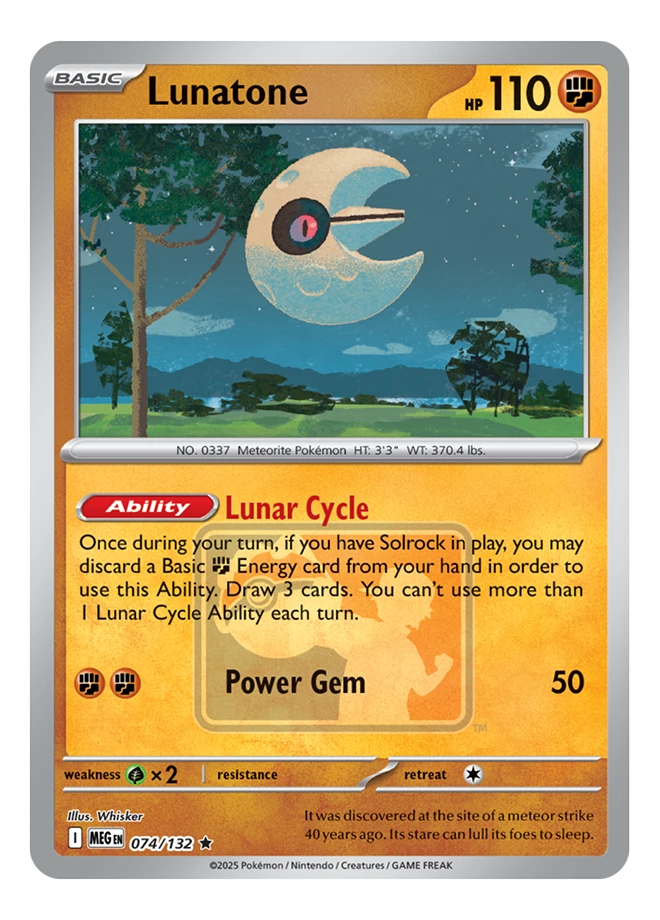 BASIC Lunatone HP 110
NO. 0337 Meteorite Pokémon HT: 3'3" WT: 370.4 lbs.
Ability Lunar Cycle
Once during your turn, if you have Solrock in play, you may
discard a Basic Energy card from your hand in order to
use this Ability. Draw 3 cards. You can't use more than
1 Lunar Cycle Ability each turn.
Power Gem 50
TM
weakness ×2 resistance retreat
Illus. Whisker
I MEG EN 074/132 ★
It was discovered at the site of a meteor strike
40 years ago. Its stare can lull its foes to sleep.
©2025 Pokémon / Nintendo / Creatures / GAME FREAK